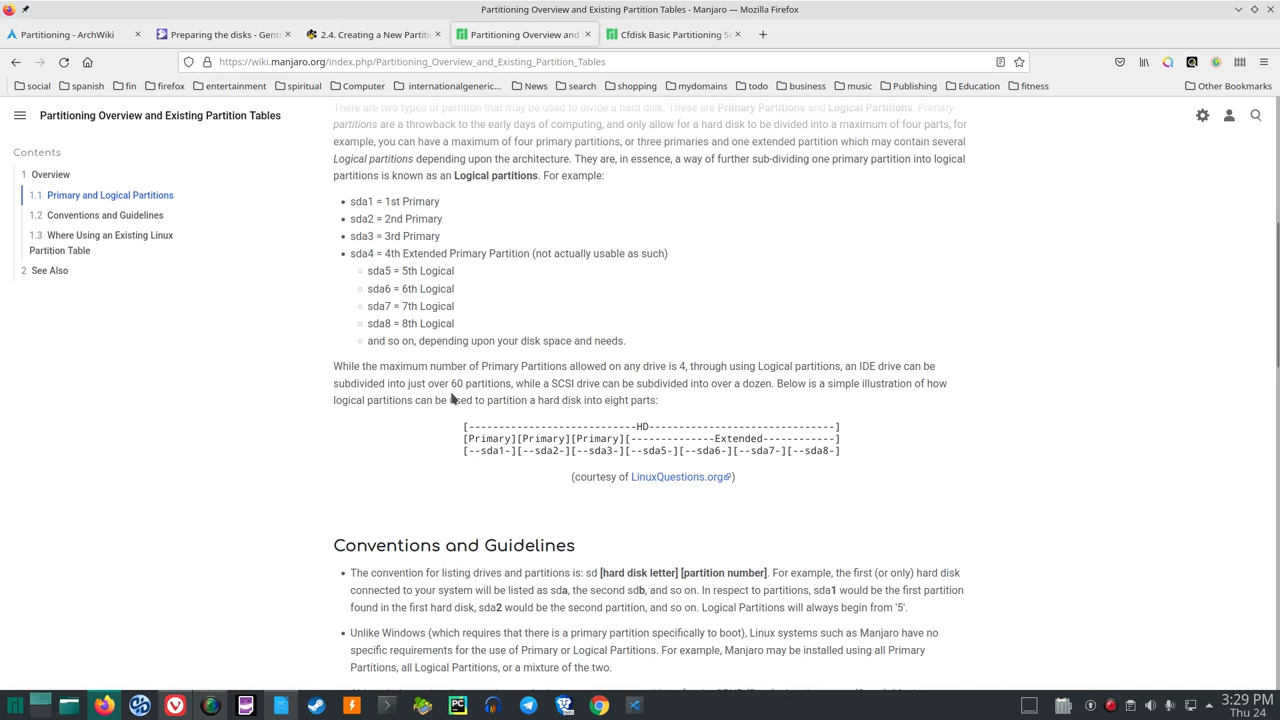 Partitioning Overview and Existing Partition Tables - Manjaro — Mozilla Firefox
Partitioning - ArchWiki
Preparing the disks - Gent
2.4. Creating a New Partiti
Partitioning Overview and
Cfdisk Basic Partitioning S
https://wiki.manjaro.org/index.php/Partitioning_Overview_and_Existing_Partition_Tables
social spanish fin firefox entertainment spiritual Computer internationalgeneric... News search shopping mydomains todo business music Publishing Education fitness Other Bookmarks
Partitioning Overview and Existing Partition Tables
Contents
1 Overview
1.1 Primary and Logical Partitions
1.2 Conventions and Guidelines
1.3 Where Using an Existing Linux
Partition Table
2 See Also
There are two types of partition that may be used to divide a hard disk. These are Primary Partitions and Logical Partitions. Primary
partitions are a throwback to the early days of computing, and only allow for a hard disk to be divided into a maximum of four parts, for
example, you can have a maximum of four primary partitions, or three primaries and one extended partition which may contain several
Logical partitions depending upon the architecture. They are, in essence, a way of further sub-dividing one primary partition into logical
partitions is known as an Logical partitions. For example:
• sda1 = 1st Primary
• sda2 = 2nd Primary
• sda3 = 3rd Primary
• sda4 = 4th Extended Primary Partition (not actually usable as such)
○ sda5 = 5th Logical
○ sda6 = 6th Logical
○ sda7 = 7th Logical
○ sda8 = 8th Logical
○ and so on, depending upon your disk space and needs.
While the maximum number of Primary Partitions allowed on any drive is 4, through using Logical partitions, an IDE drive can be
subdivided into just over 60 partitions, while a SCSI drive can be subdivided into over a dozen. Below is a simple illustration of how
logical partitions can be used to partition a hard disk into eight parts:
[---------------------------HD---------------------------]
[Primary][Primary][Primary][--------------Extended------------]
[--sda1-][--sda2-][--sda3-][--sda5-][--sda6-][--sda7-][--sda8-]
(courtesy of LinuxQuestions.org)
Conventions and Guidelines
• The convention for listing drives and partitions is: sd [hard disk letter] [partition number]. For example, the first (or only) hard disk
connected to your system will be listed as sda, the second sdb, and so on. In respect to partitions, sda1 would be the first partition
found in the first hard disk, sda2 would be the second partition, and so on. Logical Partitions will always begin from '5'.
• Unlike Windows (which requires that there is a primary partition specifically to boot), Linux systems such as Manjaro have no
specific requirements for the use of Primary or Logical Partitions. For example, Manjaro may be installed using all Primary
Partitions, all Logical Partitions, or a mixture of the two.
3:29 PM
Thu 24